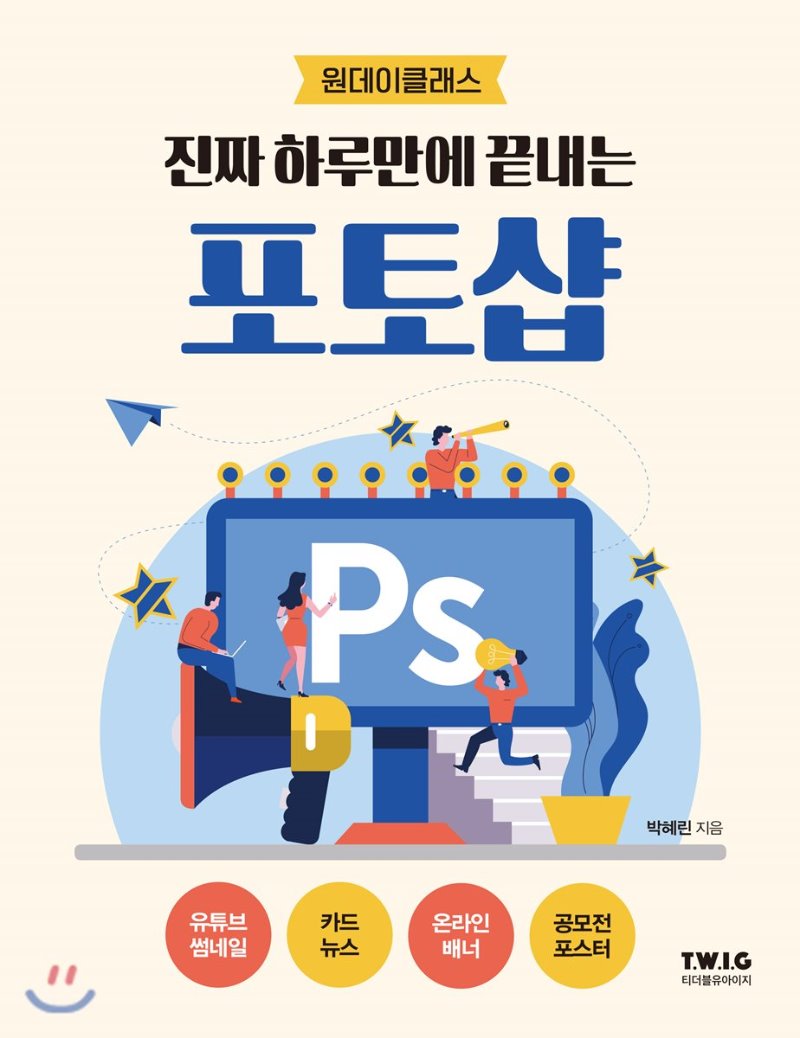 원데이클래스
진짜 하루만에 끝내는
포토샵
Ps
박혜린 지음
유튜브
썸네일
카드
뉴스
온라인
배너
공모전
포스터
T.W.I.G
티더블유아이지